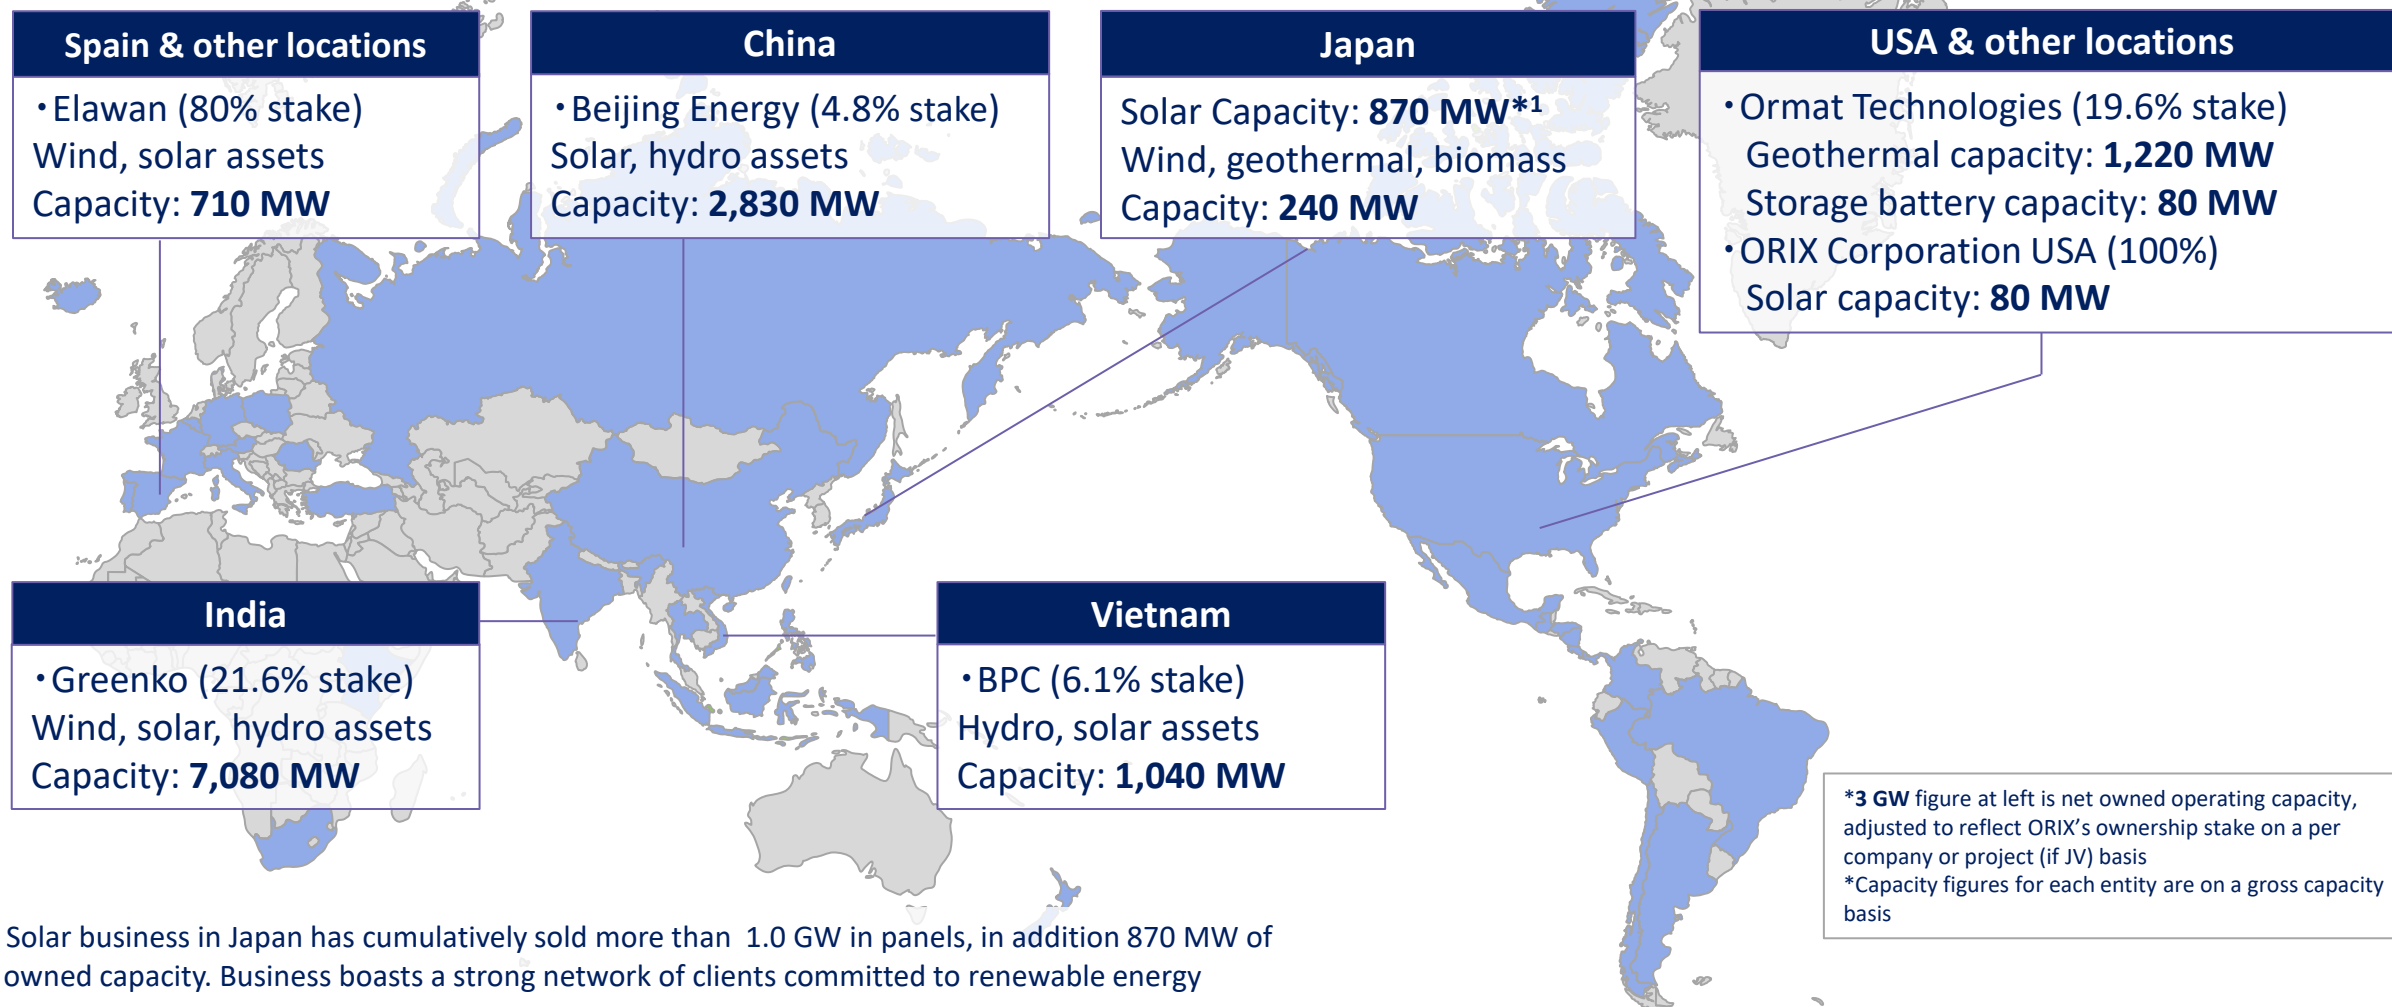 Spain & other locations
・Elawan (80% stake)
Wind, solar assets
Capacity: 710 MW
China
・Beijing Energy (4.8% stake)
Solar, hydro assets
Capacity: 2,830 MW
Japan
Solar Capacity: 870 MW*1
Wind, geothermal, biomass
Capacity: 240 MW
USA & other locations
・Ormat Technologies (19.6% stake)
Geothermal capacity: 1,220 MW
Storage battery capacity: 80 MW
・ORIX Corporation USA (100%)
Solar capacity: 80 MW
India
・Greenko (21.6% stake)
Wind, solar, hydro assets
Capacity: 7,080 MW
Vietnam
・BPC (6.1% stake)
Hydro, solar assets
Capacity: 1,040 MW
*3 GW figure at left is net owned operating capacity,
adjusted to reflect ORIX’s ownership stake on a per
company or project (if JV) basis
*Capacity figures for each entity are on a gross capacity
basis
Solar business in Japan has cumulatively sold more than 1.0 GW in panels, in addition 870 MW of
owned capacity. Business boasts a strong network of clients committed to renewable energy